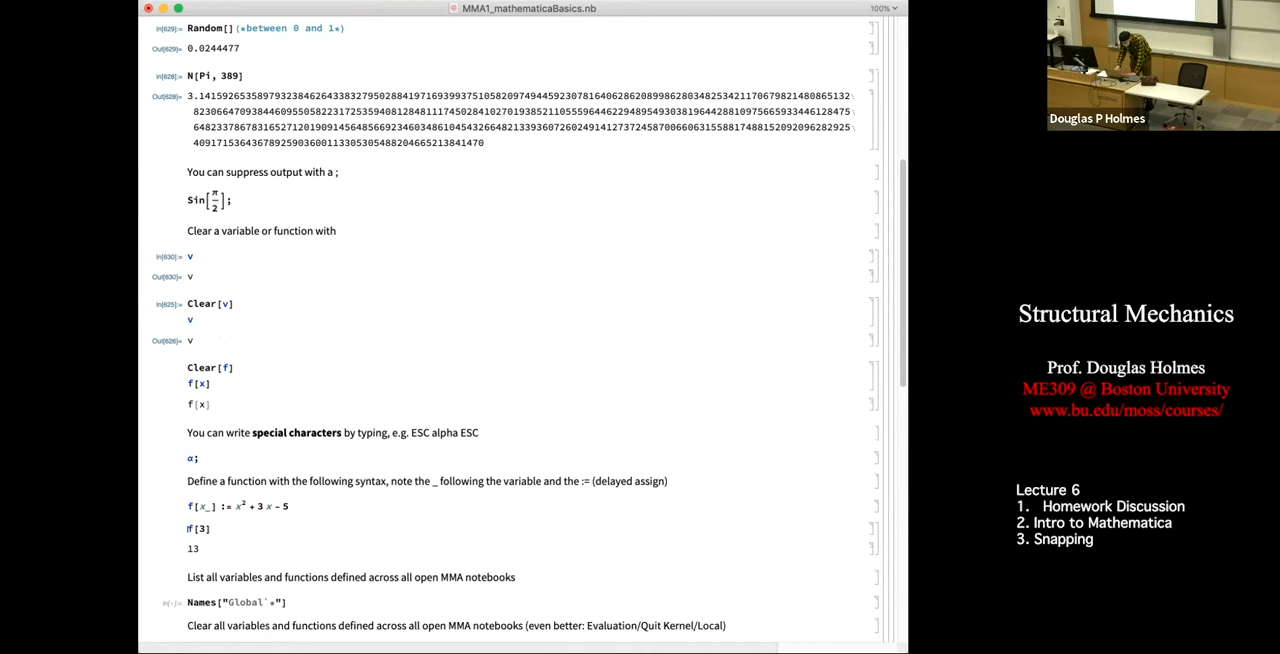 MMA1_mathematicaBasics.nb
100%
In[629]:= Random[] (*between 0 and 1*)
Out[629]= 0.0244477
In[628]:= N[Pi, 389]
Out[628]= 3.1415926535897932384626433832795028841971693993751058209749445923078164062862089986280348253421170679821480865132\
82306647093844609550582231725359408128481117450284102701938521105559644622948954930381964428810975665933446128475\
64823378678316527120190914564856692346034861045432664821339360726024914127372458700660631558817488152092096282925\
40917153643678925903600113305305488204665213841470
You can suppress output with a ;
Sin[π/2];
Clear a variable or function with
In[630]:= v
Out[630]= v
In[625]:= Clear[v]
v
Out[626]= v
Clear[f]
f[x]
f[x]
You can write special characters by typing, e.g. ESC alpha ESC
α;
Define a function with the following syntax, note the _ following the variable and the := (delayed assign)
f[x_] := x² + 3 x - 5
f[3]
13
List all variables and functions defined across all open MMA notebooks
In[-]:= Names["Global`*"]
Clear all variables and functions defined across all open MMA notebooks (even better: Evaluation/Quit Kernel/Local)
Douglas P Holmes
Structural Mechanics
Prof. Douglas Holmes
ME309 @ Boston University
www.bu.edu/moss/courses/
Lecture 6
1. Homework Discussion
2. Intro to Mathematica
3. Snapping